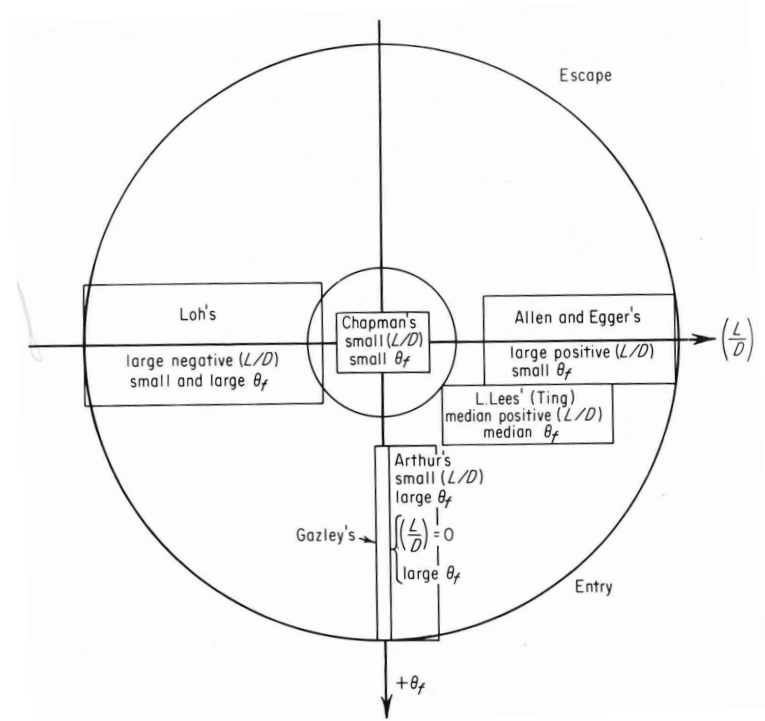 Escape
Loh's
large negative (L/D)
small and large θf
Chapman's
small (L/D)
small θf
Allen and Egger's
large positive (L/D)
small θf
(L/D)
L.Lees' (Ting)
median positive (L/D)
median θf
Arthur's
small (L/D)
large θf
Gazley's
(L/D) = 0
large θf
Entry
+θf